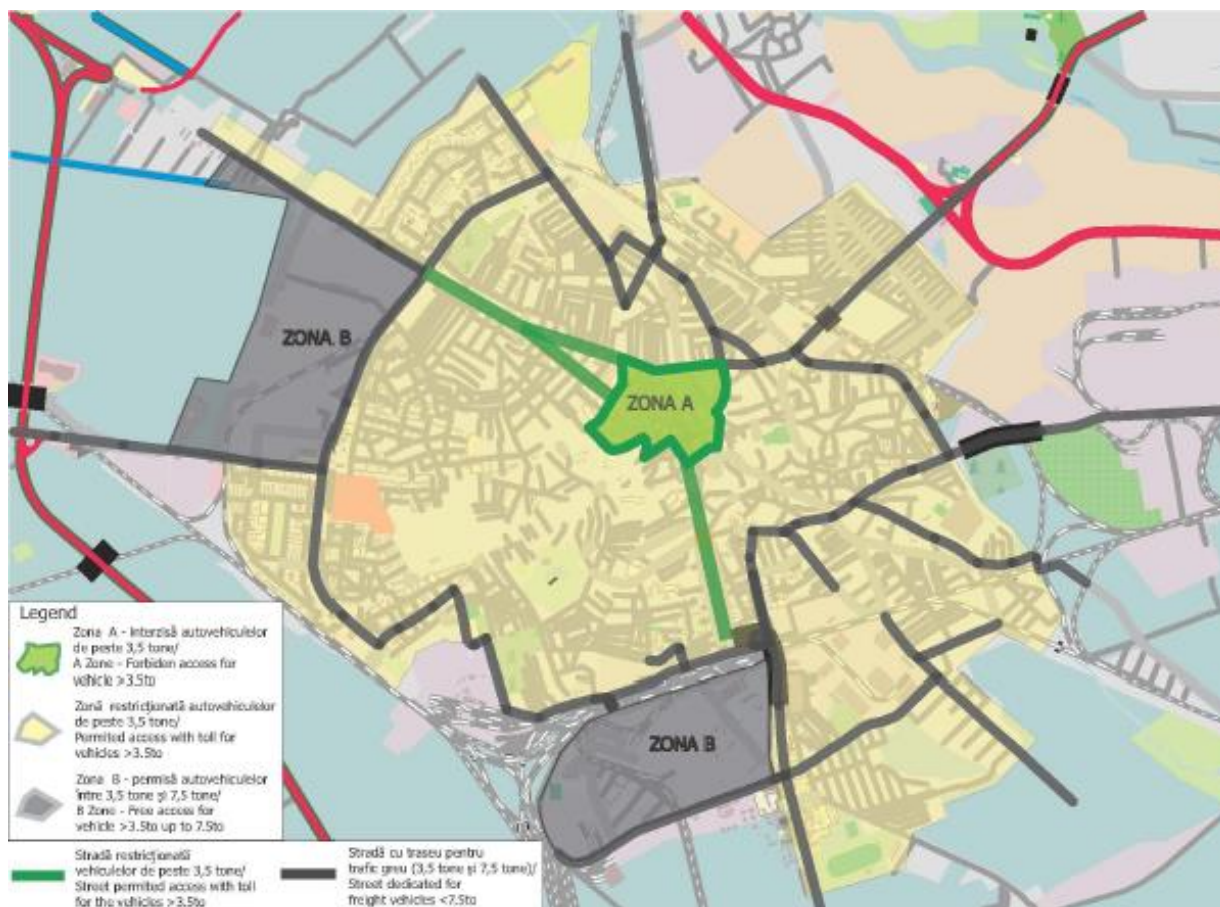 ZONA B
ZONA A
ZONA B
Legend
Zona A - Interzisă autovehiculelor
de peste 3,5 tone/
A Zone - Forbiden access for
vehicle >3.5to
Zonă restricționată autovehiculelor
de peste 3,5 tone/
Permited access with toll for
vehicles >3.5to
Zona B - permisă autovehiculelor
între 3,5 tone și 7,5 tone/
B Zone - Free access for
vehicle >3.5to up to 7.5to
Stradă restricționată
vehiculelor de peste 3,5 tone/
Street permited access with toll
for the vehicles >3.5to
Stradă cu traseu pentru
trafic greu (3,5 tone și 7,5 tone)/
Street dedicated for
freight vehicles <7.5to